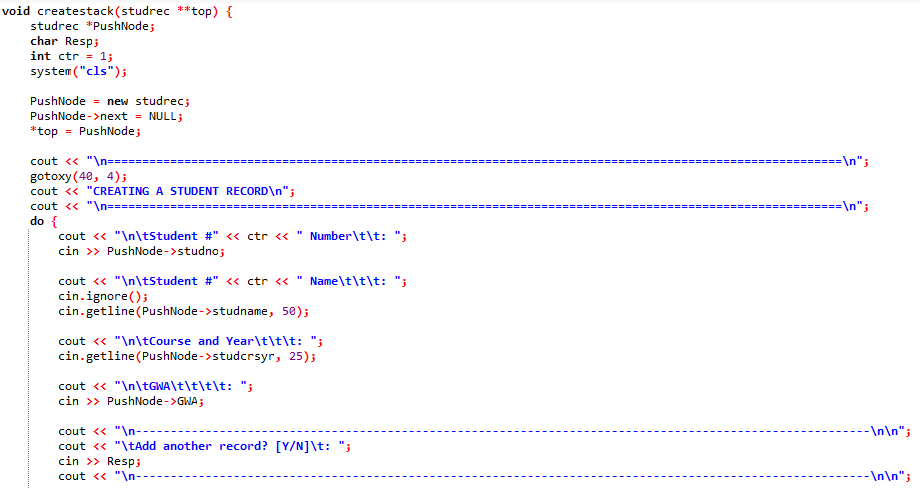 void createstack(studrec **top) {
studrec *PushNode;
char Resp;
int ctr = 1;
system("cls");
PushNode = new studrec;
PushNode->next = NULL;
*top = PushNode;
cout << "\n=========================================================================================================\n";
gotoxy(40, 4);
cout << "CREATING A STUDENT RECORD\n";
cout << "\n=========================================================================================================\n";
do {
cout << "\n\tStudent #" << ctr << " Number\t\t: ";
cin >> PushNode->studno;
cout << "\n\tStudent #" << ctr << " Name\t\t\t: ";
cin.ignore();
cin.getline(PushNode->studname, 50);
cout << "\n\tCourse and Year\t\t\t: ";
cin.getline(PushNode->studcrsyr, 25);
cout << "\n\tGWA\t\t\t\t: ";
cin >> PushNode->GWA;
cout << "\n---------------------------------------------------------------------------------------------------------\n\n";
cout << "\tAdd another record? [Y/N]\t: ";
cin >> Resp;
cout << "\n---------------------------------------------------------------------------------------------------------\n\n";